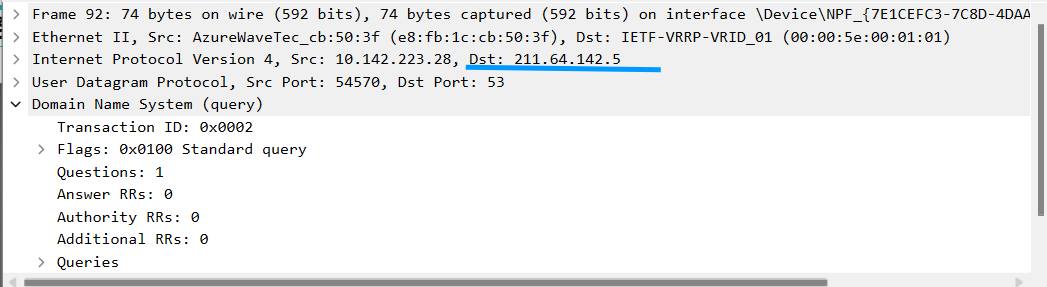 Frame 92: 74 bytes on wire (592 bits), 74 bytes captured (592 bits) on interface \Device\NPF_{7E1CEFC3-7C8D-4DAA
Ethernet II, Src: AzureWaveTec_cb:50:3f (e8:fb:1c:cb:50:3f), Dst: IETF-VRRP-VRID_01 (00:00:5e:00:01:01)
Internet Protocol Version 4, Src: 10.142.223.28, Dst: 211.64.142.5
User Datagram Protocol, Src Port: 54570, Dst Port: 53
Domain Name System (query)
Transaction ID: 0x0002
Flags: 0x0100 Standard query
Questions: 1
Answer RRs: 0
Authority RRs: 0
Additional RRs: 0
Queries